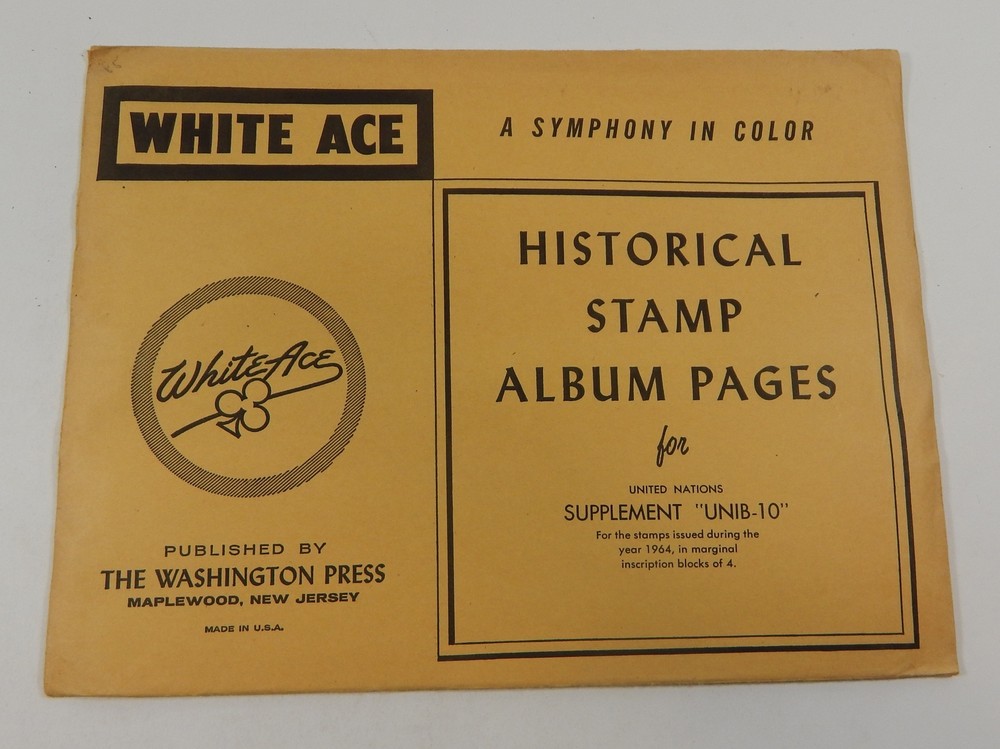 WHITE ACE
A SYMPHONY IN COLOR
White Ace
PUBLISHED BY
THE WASHINGTON PRESS
MAPLEWOOD, NEW JERSEY
MADE IN U.S.A.
HISTORICAL
STAMP
ALBUM PAGES
for
UNITED NATIONS
SUPPLEMENT "UNIB-10"
For the stamps issued during the
year 1964, in marginal
inscription blocks of 4.